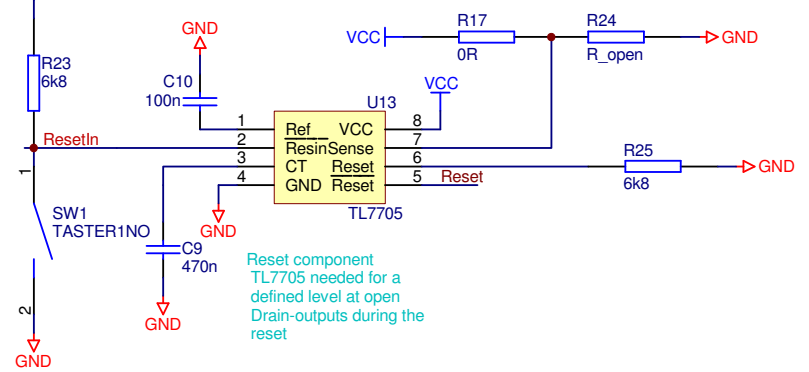 R17
R24
VCC
GND
0R
R_open
GND
R23
6k8
C10
100n
VCC
U13
1
Ref
VCC
8
ResetIn
2
Resin
Sense
7
3
CT
Reset
6
4
GND
Reset
5
Reset
R25
6k8
GND
TL7705
1
SW1
TASTER1NO
GND
C9
470n
Reset component
TL7705 needed for a
defined level at open
Drain-outputs during the
reset
2
GND
GND